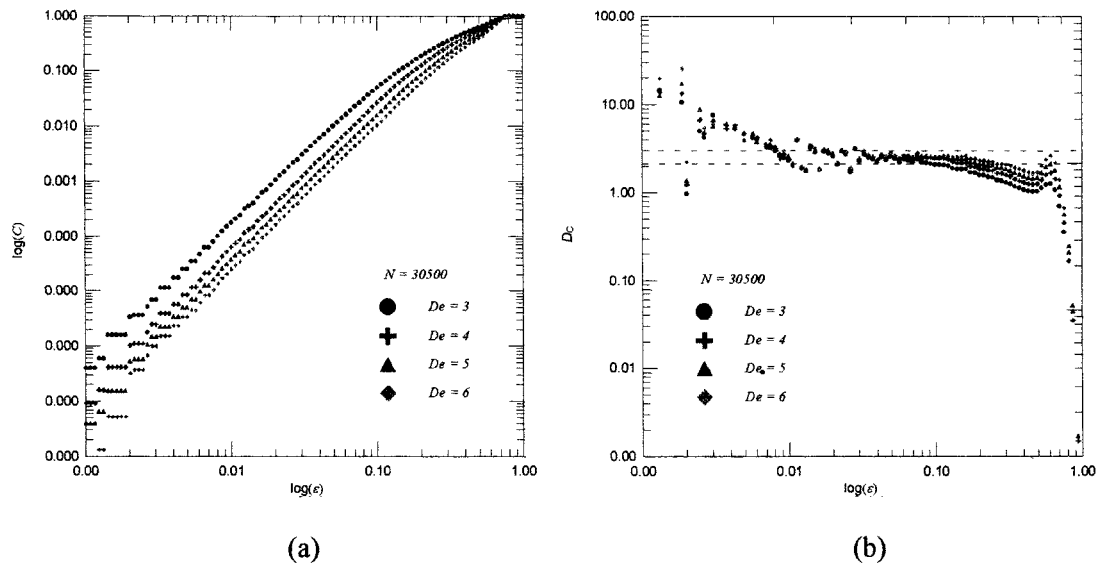 1.000
0.100
0.010
0.001
0.000
0.000
0.000
0.000
0.000
log(C)
0.00
0.01
0.10
1.00
log(ε)
N = 30500
De = 3
De = 4
De = 5
De = 6
(a)
100.00
10.00
1.00
0.10
0.01
0.00
Dc
0.00
0.01
0.10
1.00
log(ε)
N = 30500
De = 3
De = 4
De = 5
De = 6
(b)